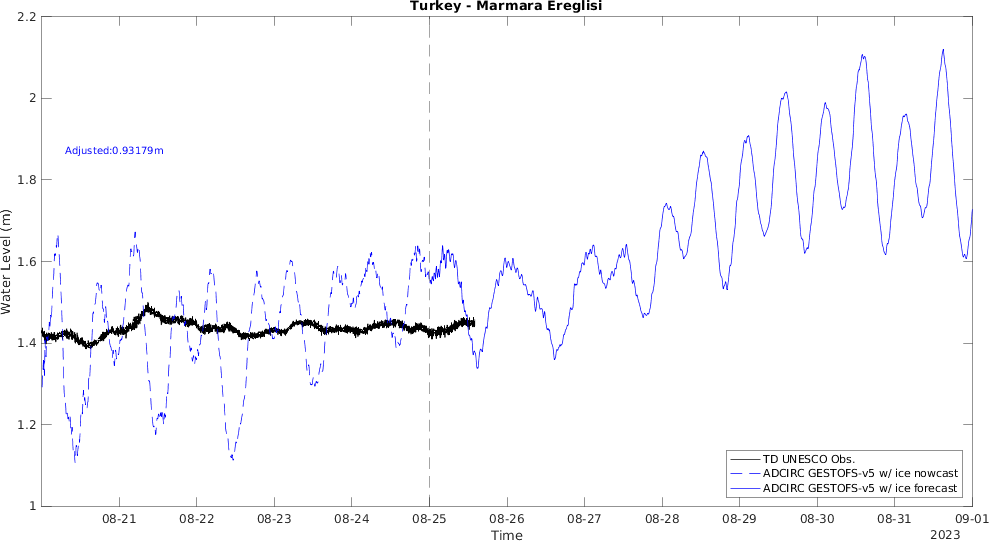 Turkey - Marmara Ereglisi
2.2
2
1.8
1.6
1.4
1.2
1
Water Level (m)
Adjusted:0.93179m
TD UNESCO Obs.
ADCIRC GESTOFS-v5 w/ ice nowcast
ADCIRC GESTOFS-v5 w/ ice forecast
08-21 08-22 08-23 08-24 08-25 08-26 08-27 08-28 08-29 08-30 08-31 09-01
Time
2023